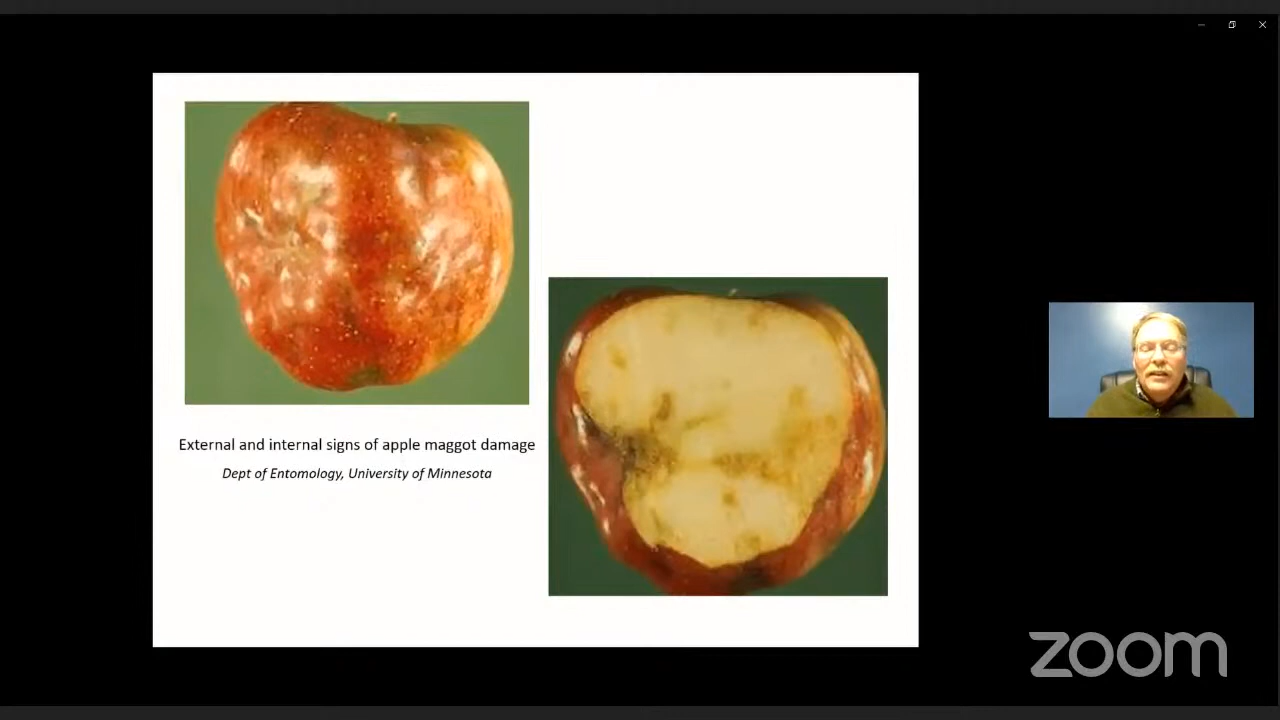 External and internal signs of apple maggot damage
Dept of Entomology, University of Minnesota
zoom